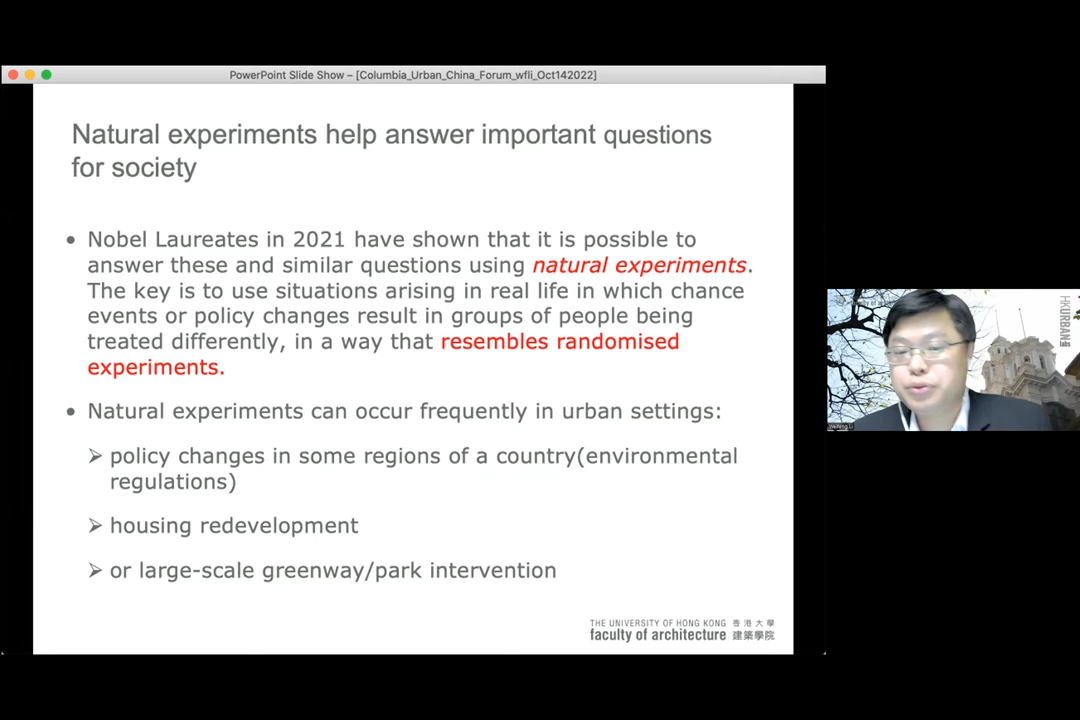 PowerPoint Slide Show – [Columbia_Urban_China_Forum_wfli_Oct142022]
Natural experiments help answer important questions
for society
• Nobel Laureates in 2021 have shown that it is possible to
answer these and similar questions using natural experiments.
The key is to use situations arising in real life in which chance
events or policy changes result in groups of people being
treated differently, in a way that resembles randomised
experiments.
• Natural experiments can occur frequently in urban settings:
➢ policy changes in some regions of a country(environmental
regulations)
➢ housing redevelopment
➢ or large-scale greenway/park intervention
THE UNIVERSITY OF HONG KONG 香港大學
faculty of architecture 建築學院
HKURBAN
Weifeng Li